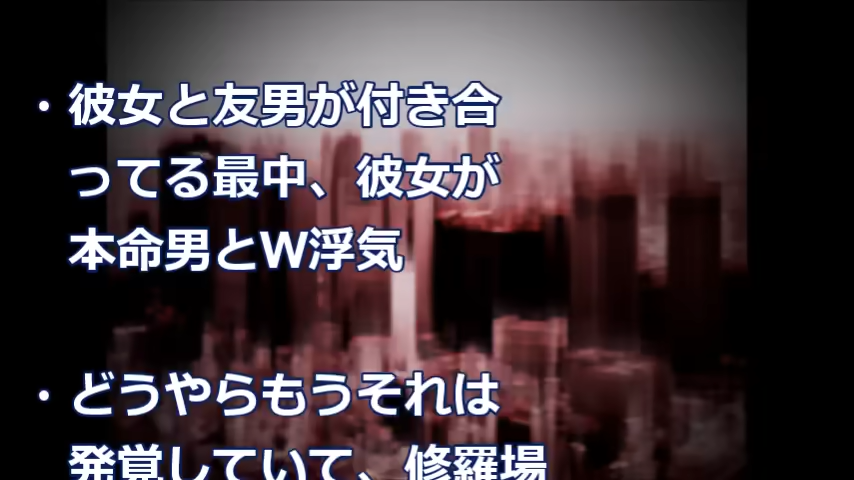 ・彼女と友男が付き合
ってる最中、彼女が
本命男とW浮気
・どうやらもうそれは
発覚していて、修羅場